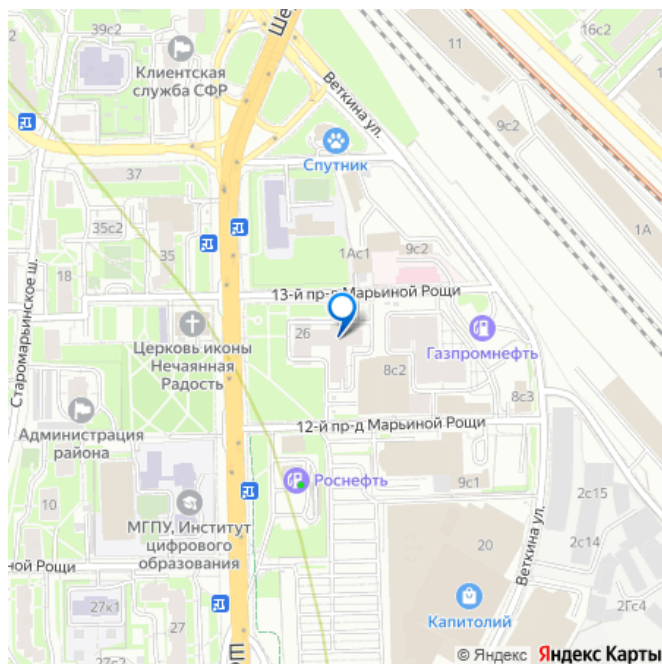 39с2
Ше
16с2
11
Клиентская
служба СФР
Веткина ул.
9с2
Спутник
37
1А
35с2
35
1Ас1
9с2
18
13-й пр-д Марьиной Рощи
26
Церковь иконы
Нечаянная
Радость
Газпромнефть
8с2
Старомарьинское ш.
8с3
12-й пр-д Марьиной Рощи
Администрация
района
Роснефть
9с1
10
2с15
МГПУ, Институт
цифрового
образования
2с14
20
Веткина ул.
ной Рощи
Капитолий
27к1
2Гс4
27
Ш
27с2
© Яндекс Яндекс Карты